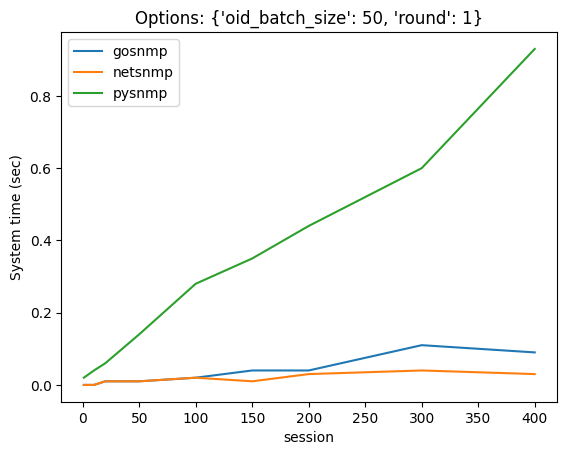 Options: {'oid_batch_size': 50, 'round': 1}
gosnmp
netsnmp
pysnmp
System time (sec)
0.8
0.6
0.4
0.2
0.0
0 50 100 150 200 250 300 350 400
session